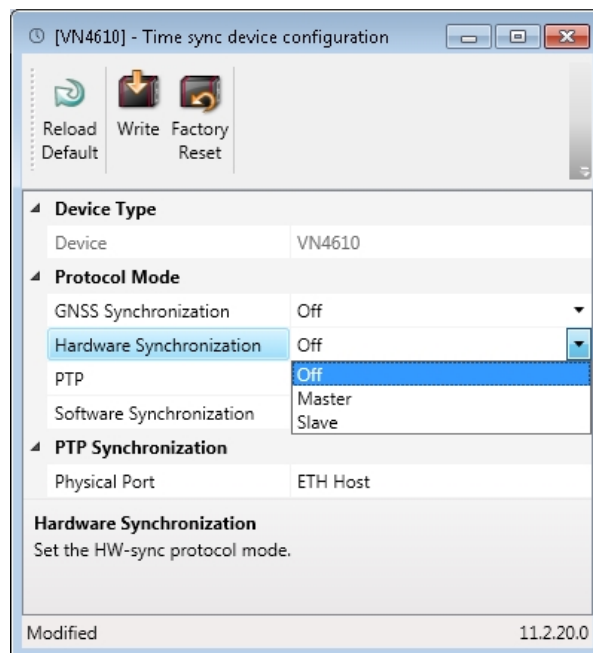 [VN4610] - Time sync device configuration
Reload
Default
Write
Factory
Reset
Device Type
Device VN4610
Protocol Mode
GNSS Synchronization Off
Hardware Synchronization Off
PTP Off
Software Synchronization Master
Slave
PTP Synchronization
Physical Port ETH Host
Hardware Synchronization
Set the HW-sync protocol mode.
Modified 11.2.20.0